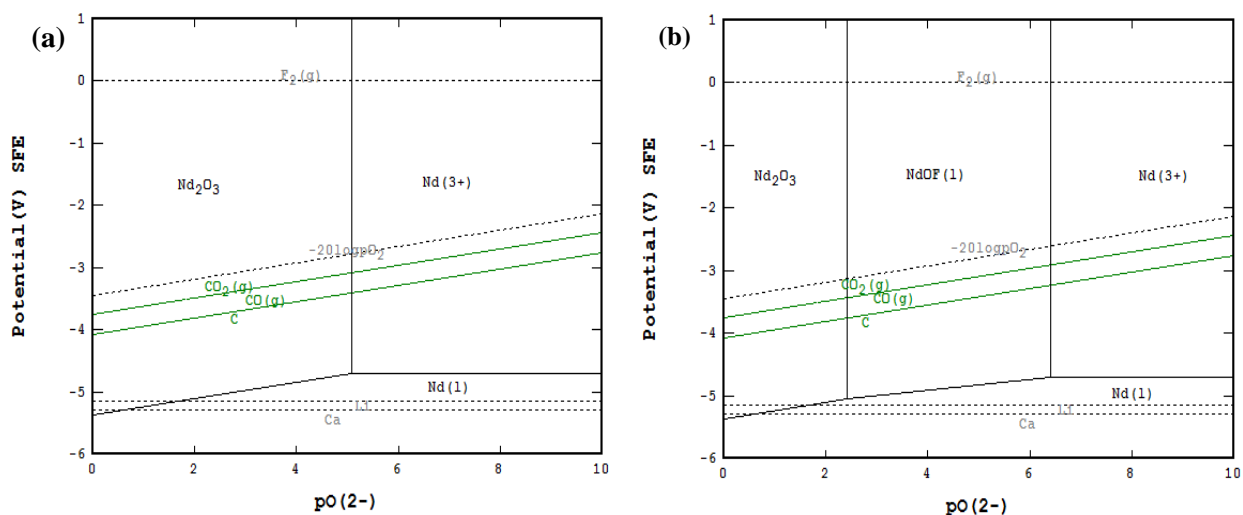 (a)
Potential(V) SFE
1
0
-1
-2
-3
-4
-5
-6
F₂(g)
Nd₂O₃
Nd(3+)
-20logpO₂
CO₂(g)
CO(g)
C
Nd(l)
Li
Ca
0 2 4 6 8 10
pO(2-)
(b)
Potential(V) SFE
1
0
-1
-2
-3
-4
-5
-6
F₂(g)
Nd₂O₃
NdOF(l)
Nd(3+)
-20logpO₂
CO₂(g)
CO(g)
C
Nd(l)
Li
Ca
0 2 4 6 8 10
pO(2-)